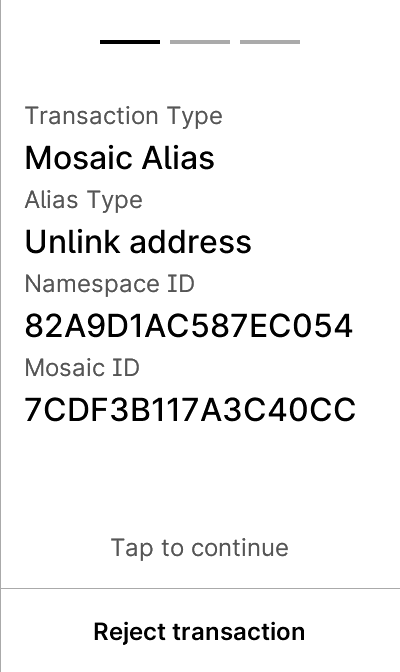 Transaction Type
Mosaic Alias
Alias Type
Unlink address
Namespace ID
82A9D1AC587EC054
Mosaic ID
7CDF3B117A3C40CC
Tap to continue
Reject transaction